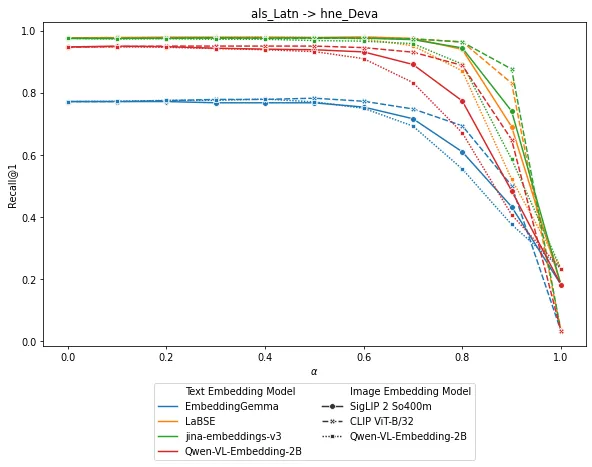 als_Latn -> hne_Deva
Recall@1
1.0
0.8
0.6
0.4
0.2
0.0
0.0 0.2 0.4 0.6 0.8 1.0
α
Text Embedding Model Image Embedding Model
EmbeddingGemma SigLIP 2 So400m
LaBSE CLIP ViT-B/32
jina-embeddings-v3 Qwen-VL-Embedding-2B
Qwen-VL-Embedding-2B